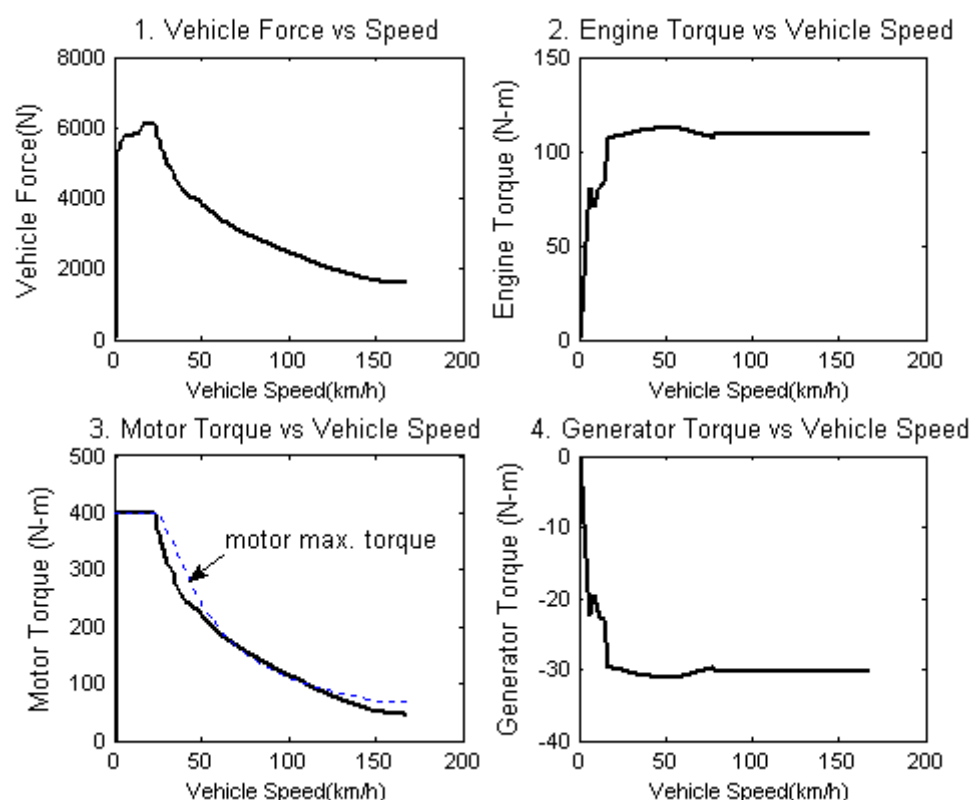 1. Vehicle Force vs Speed
8000
6000
4000
2000
0
0 50 100 150 200
Vehicle Force(N)
Vehicle Speed(km/h)
2. Engine Torque vs Vehicle Speed
150
100
50
0
0 50 100 150 200
Engine Torque (N-m)
Vehicle Speed(km/h)
3. Motor Torque vs Vehicle Speed
500
400
300
200
100
0
0 50 100 150 200
Motor Torque (N-m)
motor max. torque
Vehicle Speed(km/h)
4. Generator Torque vs Vehicle Speed
0
-10
-20
-30
-40
0 50 100 150 200
Generator Torque (N-m)
Vehicle Speed(km/h)